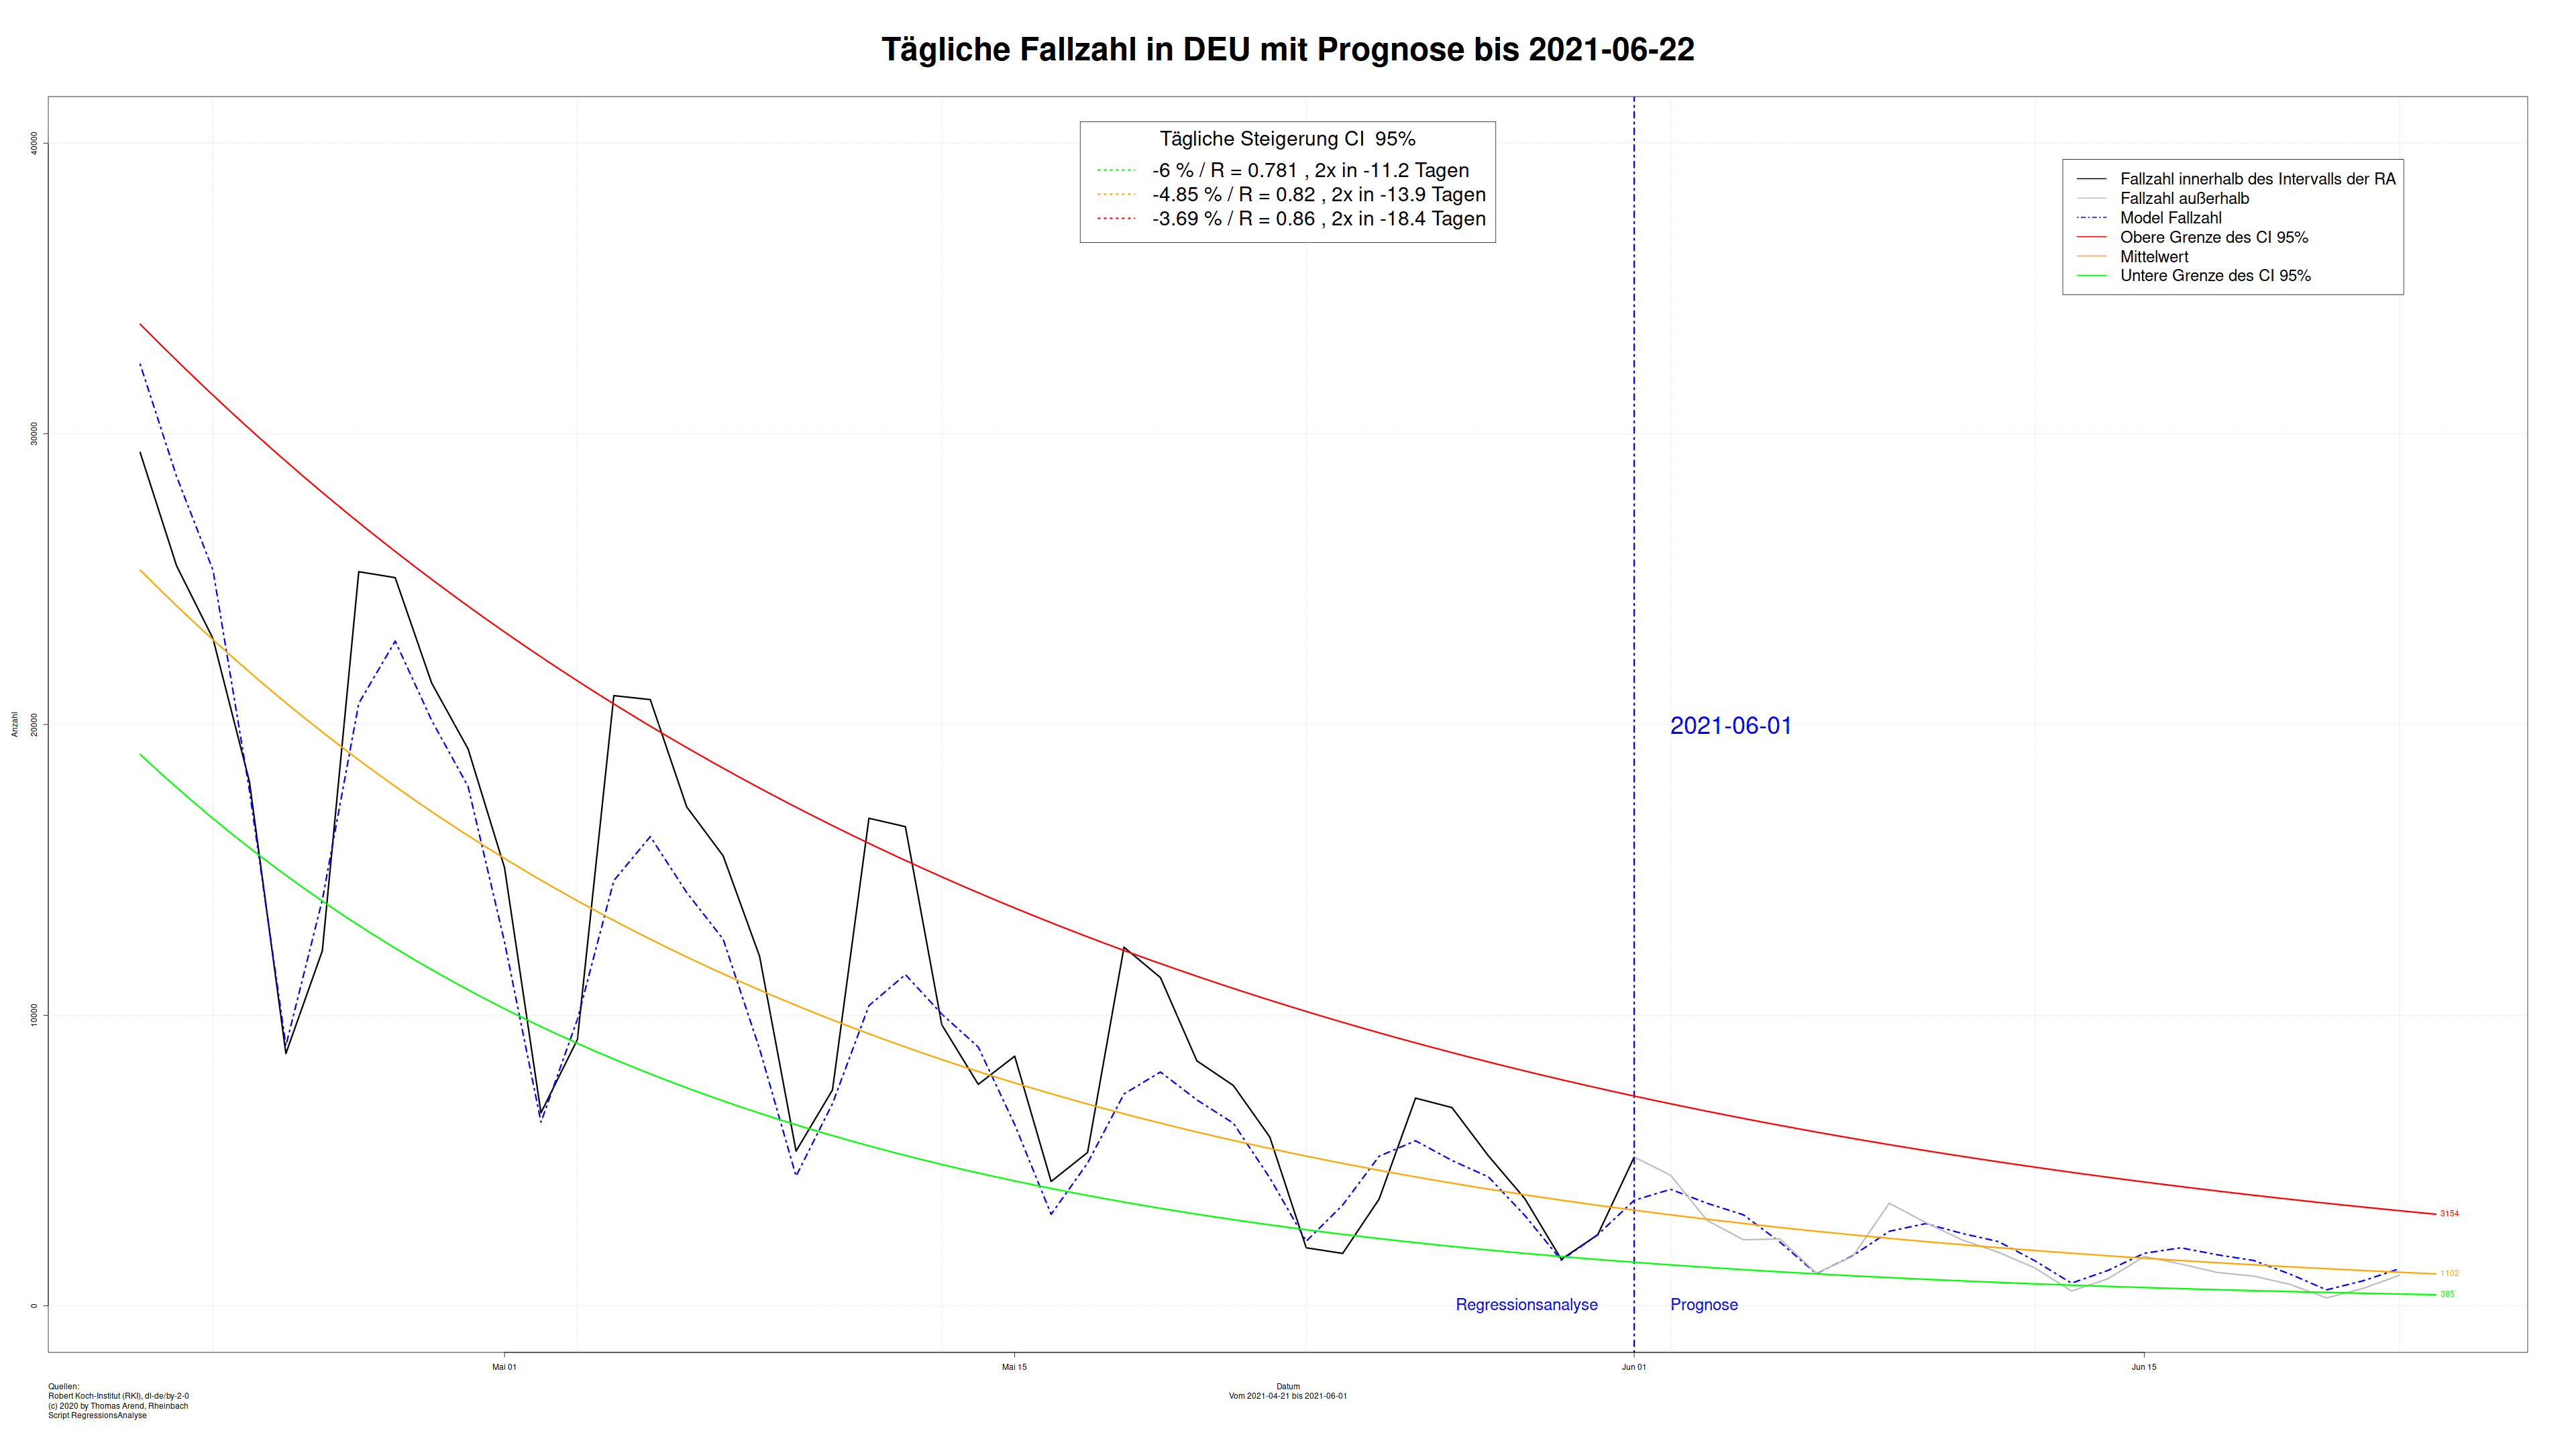 Tägliche Fallzahl in DEU mit Prognose bis 2021-06-22
Tägliche Steigerung CI  95%
-6 % / R = 0.781 , 2x in -11.2 Tagen
-4.85 % / R = 0.82 , 2x in -13.9 Tagen
-3.69 % / R = 0.86 , 2x in -18.4 Tagen
Fallzahl innerhalb des Intervalls der RA
Fallzahl außerhalb
Model Fallzahl
Obere Grenze des CI 95%
Mittelwert
Untere Grenze des CI 95%
40000
30000
20000
10000
0
Anzahl
2021-06-01
3154
1102
385
Regressionsanalyse
Prognose
Mai 01
Mai 15
Jun 01
Jun 15
Datum
Vom 2021-04-21 bis 2021-06-01
Quellen:
Robert Koch-Institut (RKI), dl-de/by-2-0
(c) 2020 by Thomas Arend, Rheinbach
Script RegressionsAnalyse